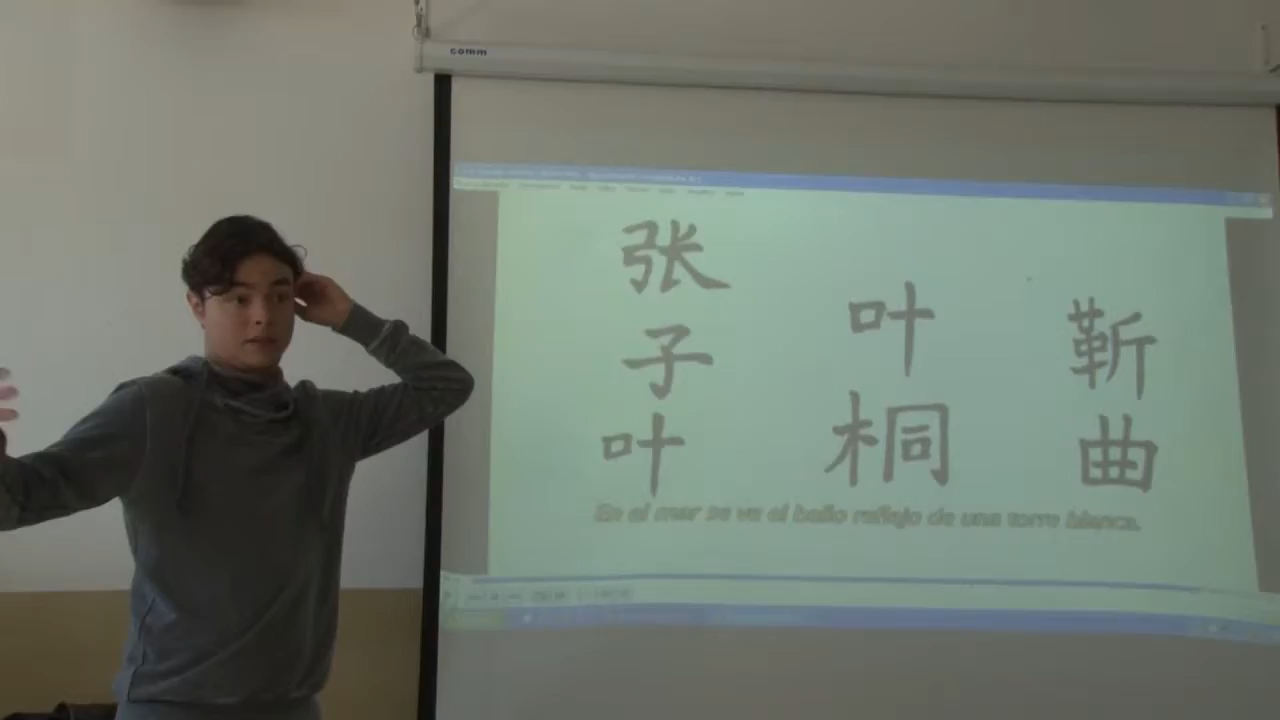 comm
张子叶
叶桐
靳曲
En el mar se ve el bello reflejo de una torre blanca.